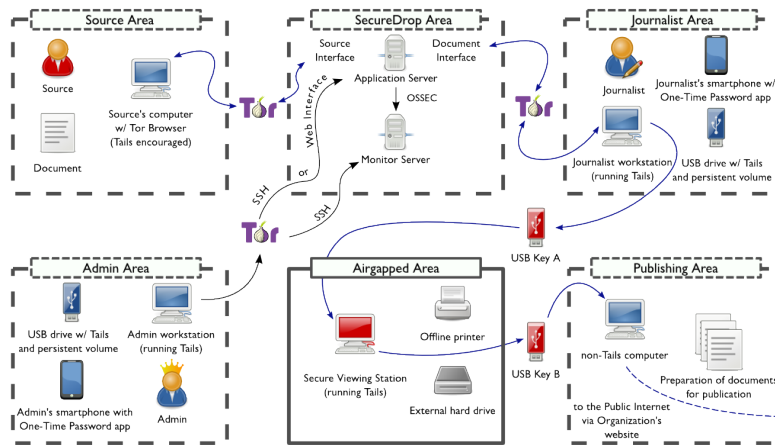 Source Area
Source
Source's computer
w/ Tor Browser
(Tails encouraged)
Document
Tor
SecureDrop Area
Source
Interface
Document
Interface
Application Server
OSSEC
Monitor Server
SSH or Web Interface
SSH
Tor
Tor
Journalist Area
Journalist
Journalist's smartphone w/
One-Time Password app
Journalist workstation
(running Tails)
USB drive w/ Tails
and persistent volume
USB Key A
Admin Area
USB drive w/ Tails
and persistent volume
Admin workstation
(running Tails)
Admin's smartphone with
One-Time Password app
Admin
Airgapped Area
Offline printer
Secure Viewing Station
(running Tails)
External hard drive
USB Key B
Publishing Area
non-Tails computer
Preparation of documents
for publication
to the Public Internet
via Organization's
website